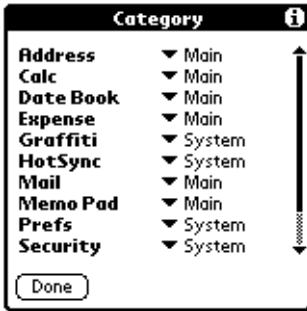 Category
Address Main
Calc Main
Date Book Main
Expense Main
Graffiti System
HotSync System
Mail Main
Memo Pad Main
Prefs System
Security System
Done